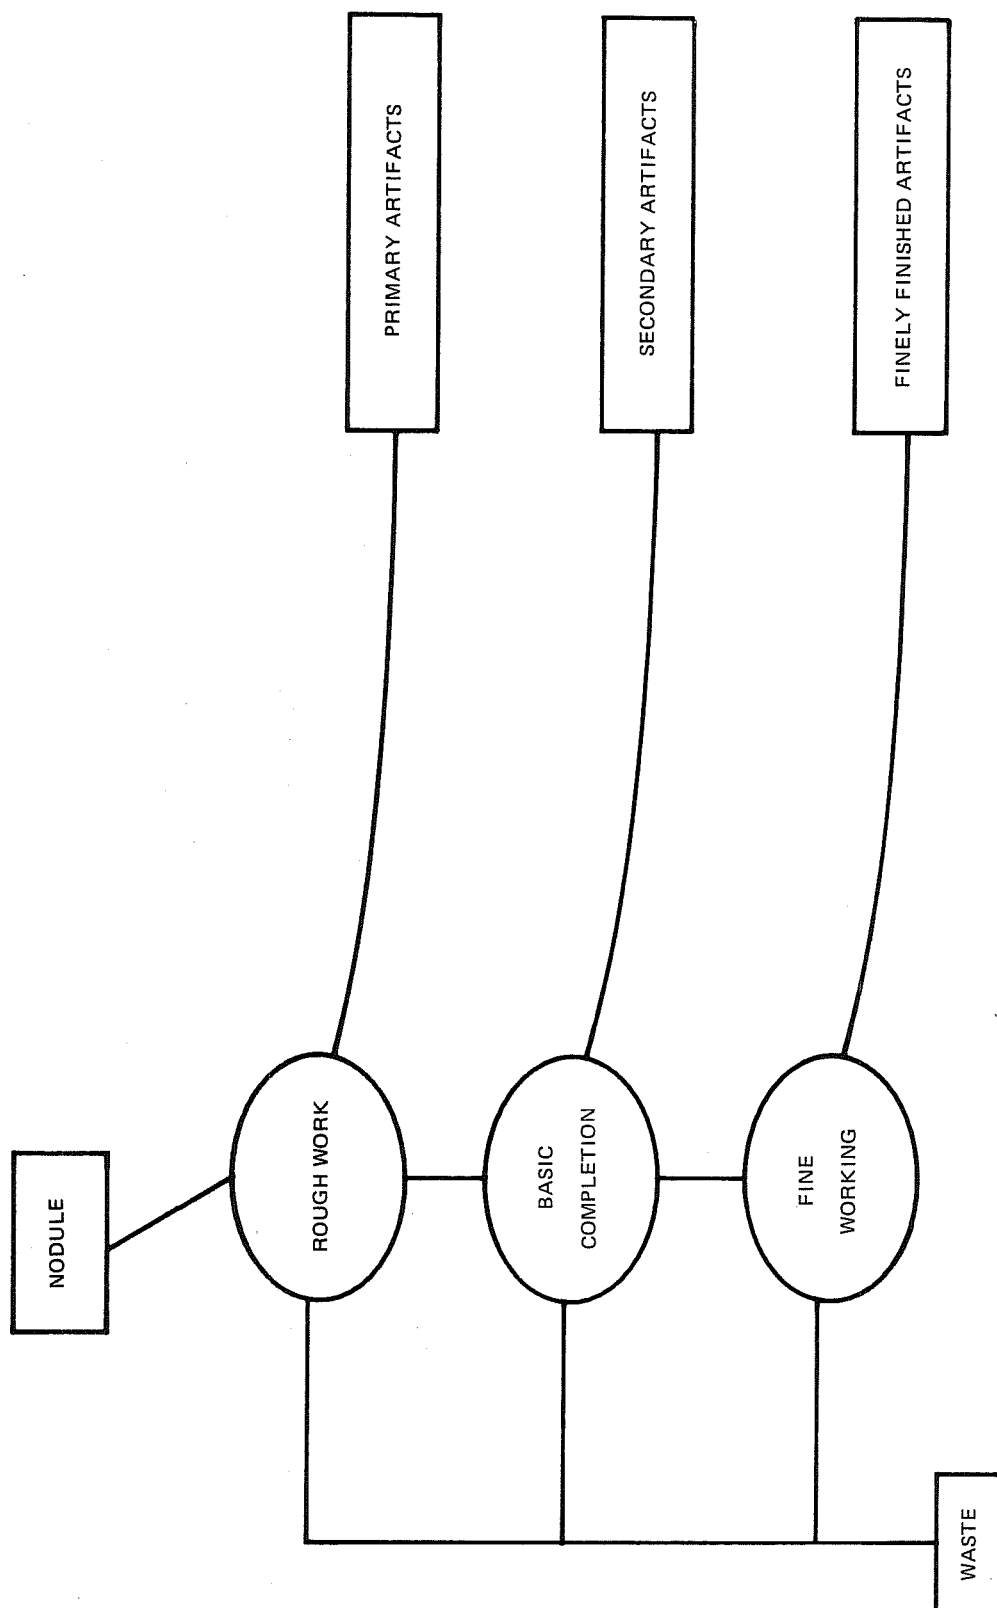 NODULE
ROUGH WORK
PRIMARY ARTIFACTS
BASIC
COMPLETION
SECONDARY ARTIFACTS
FINE
WORKING
FINELY FINISHED ARTIFACTS
WASTE